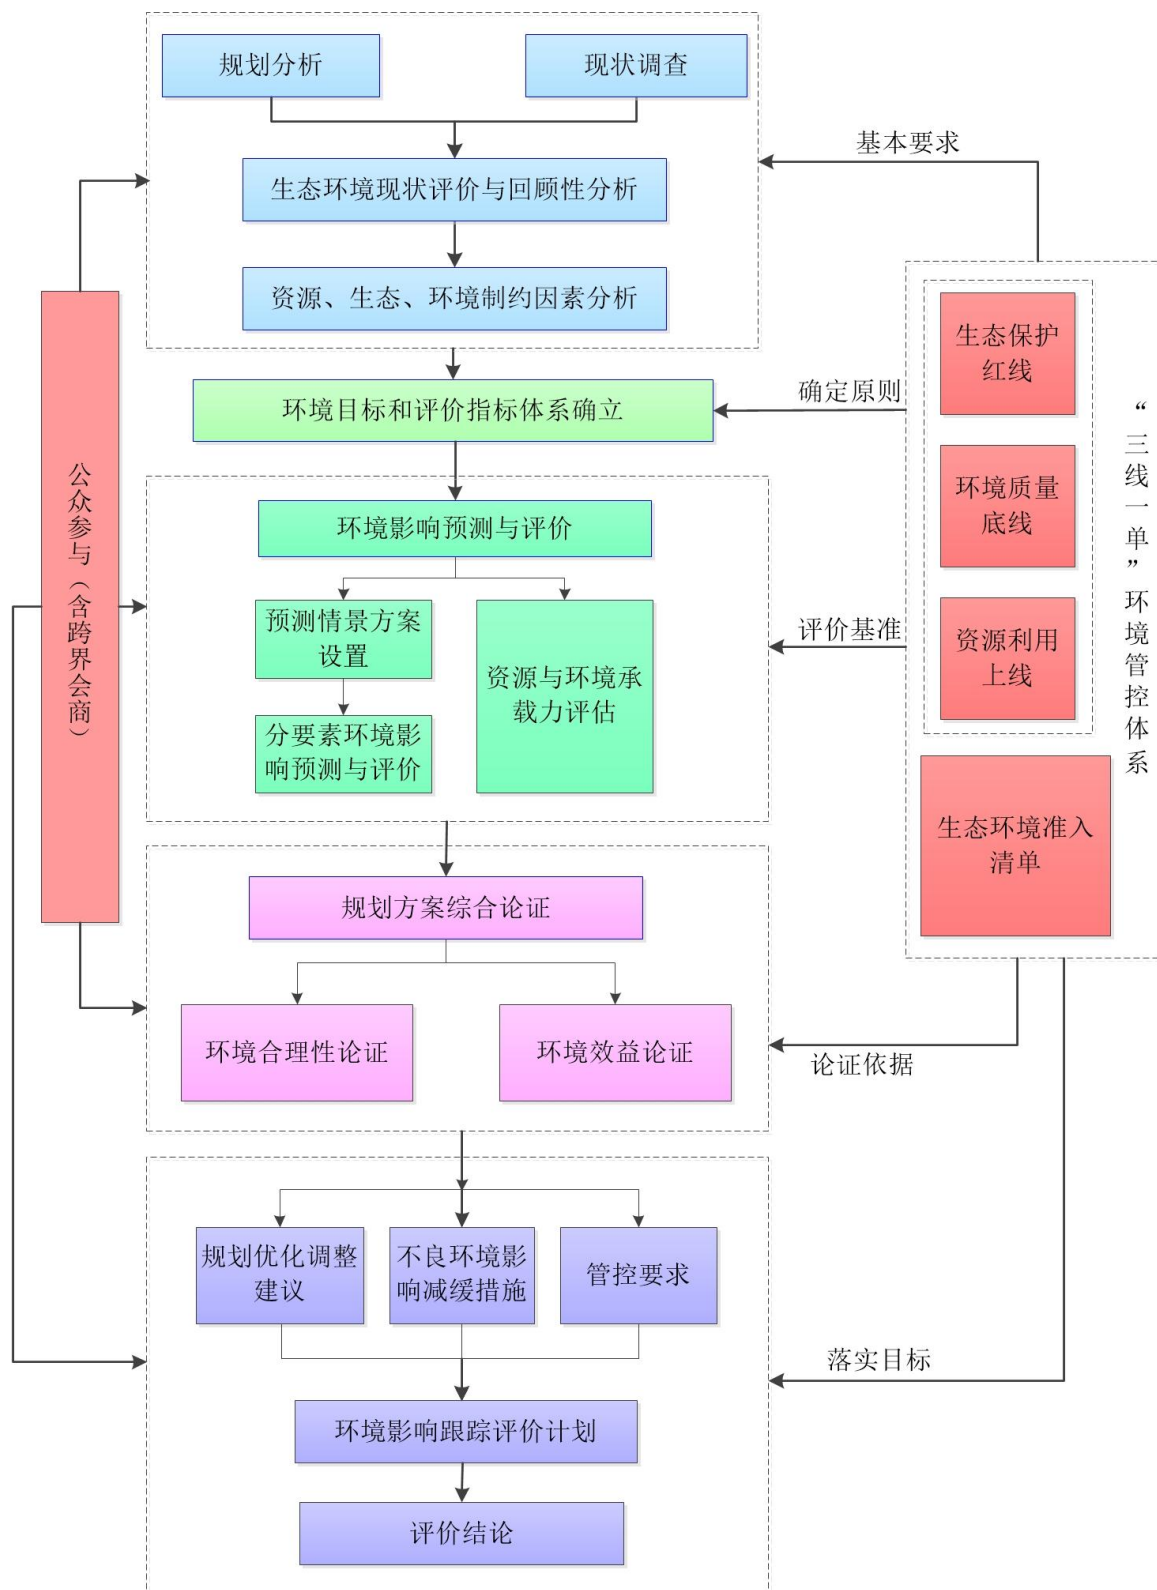 规划分析
现状调查
生态环境现状评价与回顾性分析
资源、生态、环境制约因素分析
基本要求
环境目标和评价指标体系确立
确定原则
公众参与（含跨界会商）
生态保护
红线
环境质量
底线
资源利用
上线
生态环境准入
清单
“三线一单”环境管控体系
环境影响预测与评价
预测情景方案
设置
分要素环境影
响预测与评价
资源与环境承
载力评估
评价基准
规划方案综合论证
环境合理性论证
环境效益论证
论证依据
规划优化调整
建议
不良环境影
响减缓措施
管控要求
落实目标
环境影响跟踪评价计划
评价结论